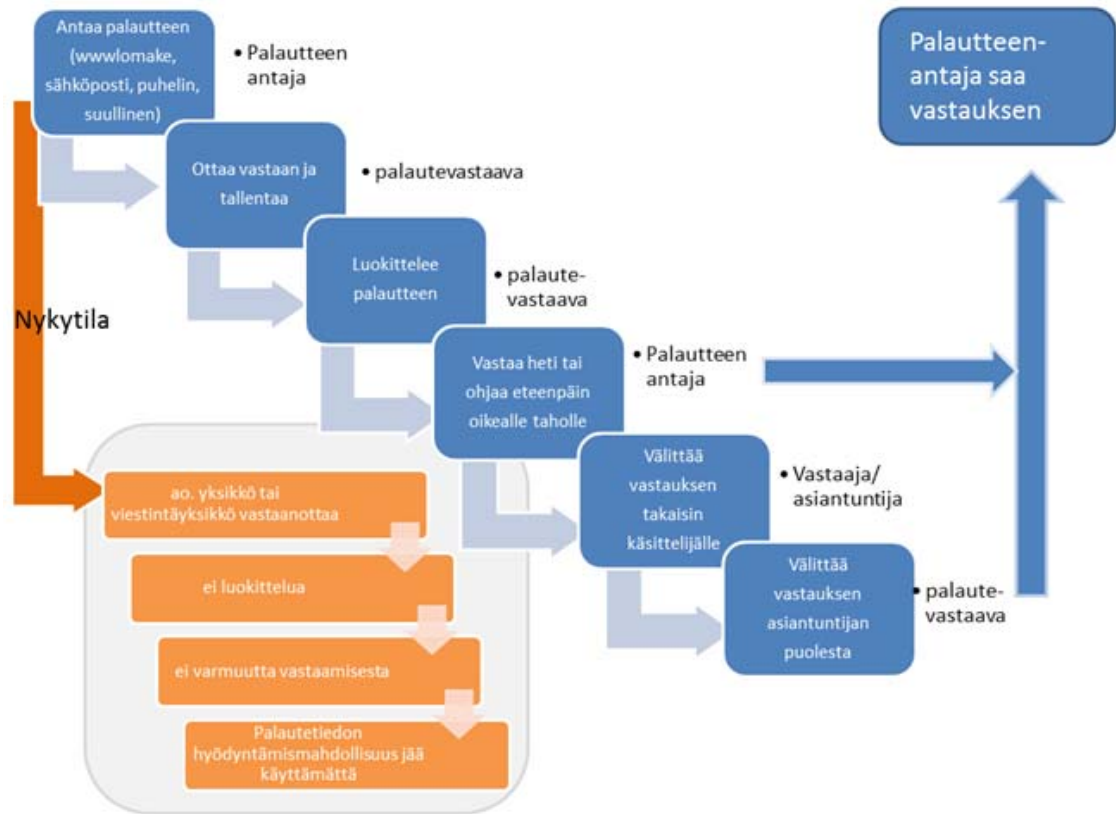 Antaa palautteen
(wwwlomake,
sähköposti, puhelin,
suullinen)
• Palautteen
antaja
Palautteen-
antaja saa
vastauksen
Ottaa vastaan ja
tallentaa
• palautevastaava
Luokittelee
palautteen
• palaute-
vastaava
Nykytila
Vastaa heti tai
ohjaa eteenpäin
oikealle taholle
• Palautteen
antaja
Välittää
vastauksen
takaisin
käsittelijälle
• Vastaaja/
asiantuntija
Välittää
vastauksen
asiantuntijan
puolesta
• palaute-
vastaava
ao. yksikkö tai
viestintäyksikkö vastaanottaa
ei luokittelua
ei varmuutta vastaamisesta
Palautetiedon
hyödyntämismahdollisuus jää
käyttämättä